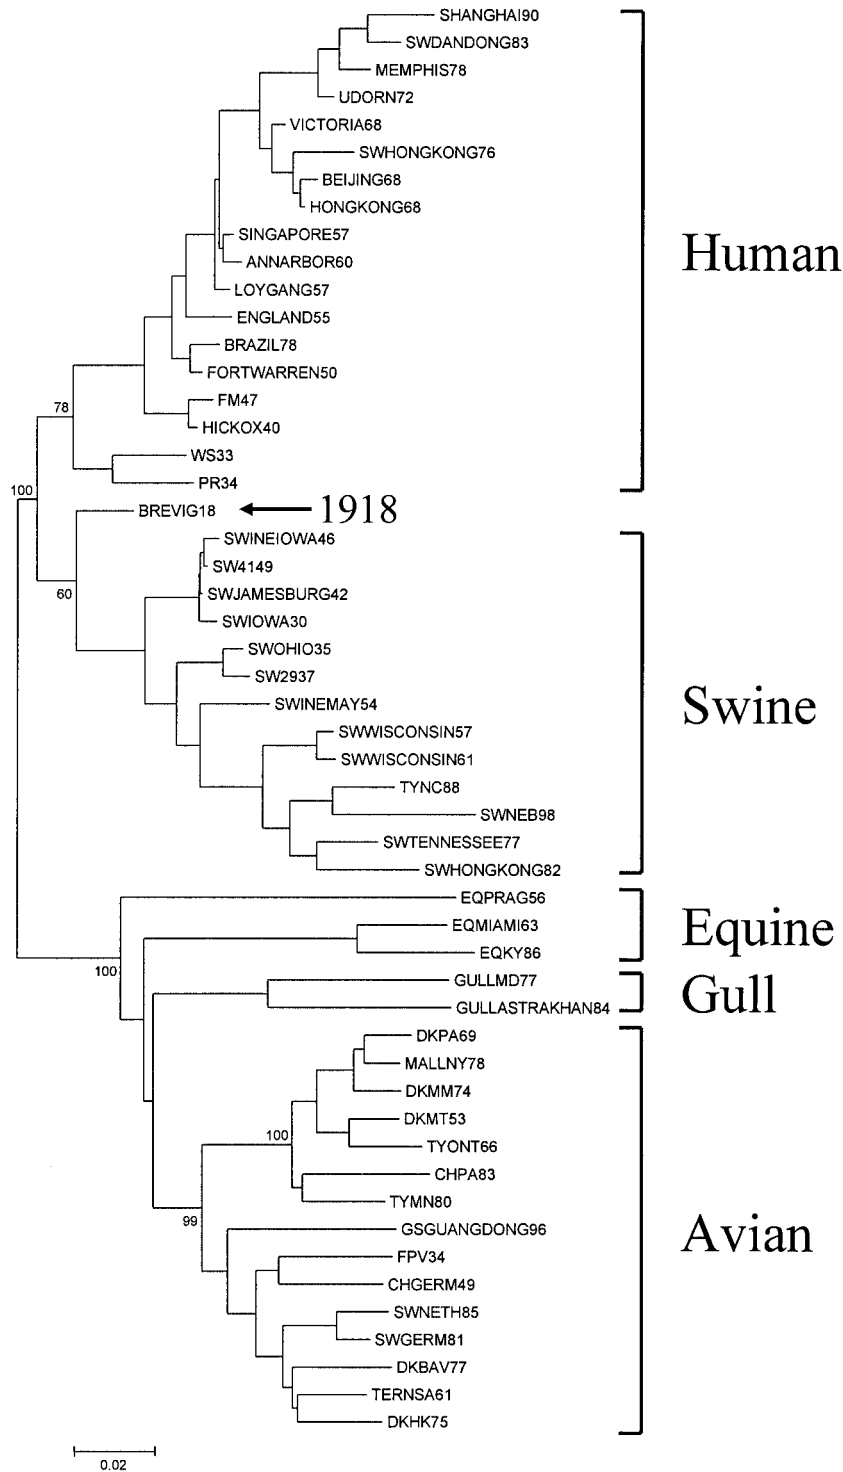 SHANGHAI90
SWDANDONG83
MEMPHIS78
UDORN72
VICTORIA68
SWHONGKONG76
BEIJING68
HONGKONG68
SINGAPORE57
ANNARBOR60
LOYGANG57
ENGLAND55
BRAZIL78
FORTWARREN50
FM47
HICKOX40
78
WS33
PR34
Human
100
BREVIG18
1918
60
SWINEIOWA46
SW4149
SWJAMESBURG42
SWIOWA30
SWOHIO35
SW2937
SWINEMAY54
SWWISCONSIN57
SWWISCONSIN61
TYNC88
SWNEB98
SWTENNESSEE77
SWHONGKONG82
Swine
EQPRAG56
EQMIAMI63
EQKY86
Equine
100
GULLMD77
GULLASTRAKHAN84
Gull
DKPA69
MALLNY78
DKMM74
DKMT53
TYONT66
100
CHPA83
TYMN80
99
GSGUANGDONG96
FPV34
CHGERM49
SWNETH85
SWGERM81
DKBAV77
TERNSA61
DKHK75
Avian
0.02